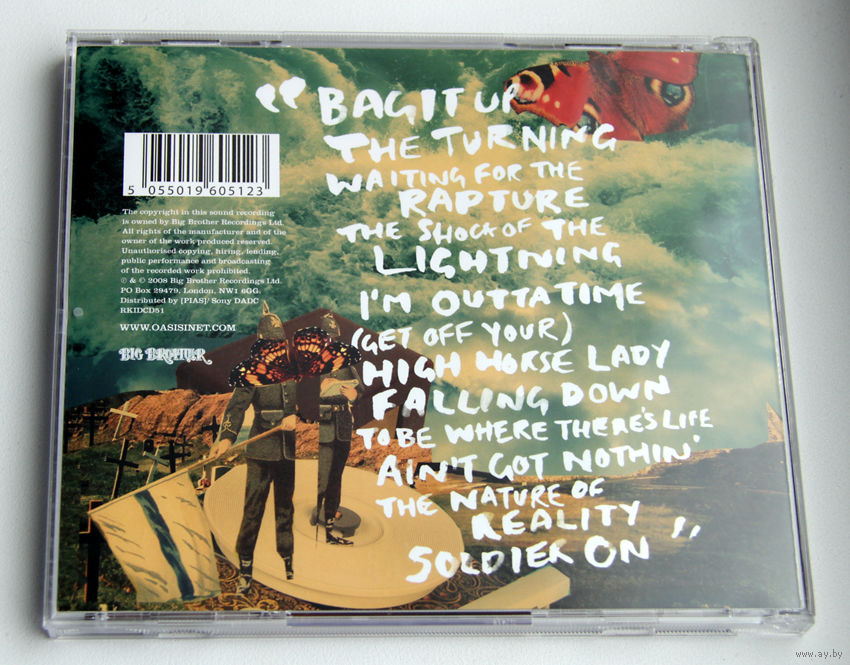 “ BAG IT UP
THE TURNING
WAITING FOR THE
RAPTURE
THE SHOCK OF THE
LIGHTNING
I'M OUTTA TIME
(GET OFF YOUR)
HIGH HORSE LADY
FALLING DOWN
TO BE WHERE THERE'S LIFE
AIN'T GOT NOTHIN'
THE NATURE OF
REALITY
SOLDIER ON ”
5 055019 605123
The copyright in this sound recording
is owned by Big Brother Recordings Ltd.
All rights of the manufacturer and of the
owner of the work produced reserved.
Unauthorised copying, hiring, lending,
public performance and broadcasting
of the recorded work prohibited.
℗ & © 2008 Big Brother Recordings Ltd.
PO Box 29479, London, NW1 6GG.
Distributed by [PIAS]/ Sony DADC
RKIDCD51
WWW.OASISINET.COM
BIG BROTHER
www.ay.by